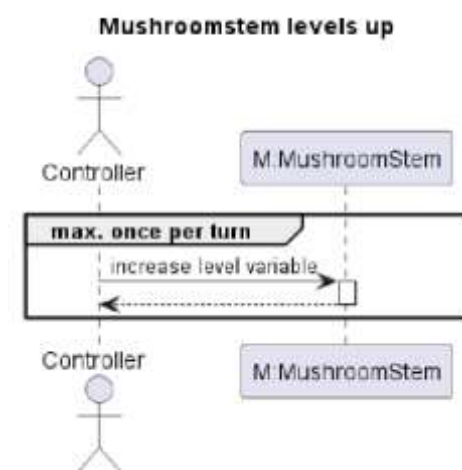 Mushroomstem levels up
Controller
M:MushroomStem
max. once per turn
increase level variable
Controller
M:MushroomStem